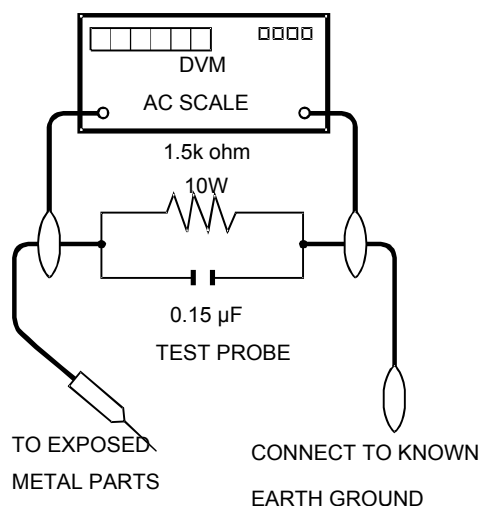 DVM
AC SCALE
1.5k ohm
10W
0.15 µF
TEST PROBE
TO EXPOSED
METAL PARTS
CONNECT TO KNOWN
EARTH GROUND